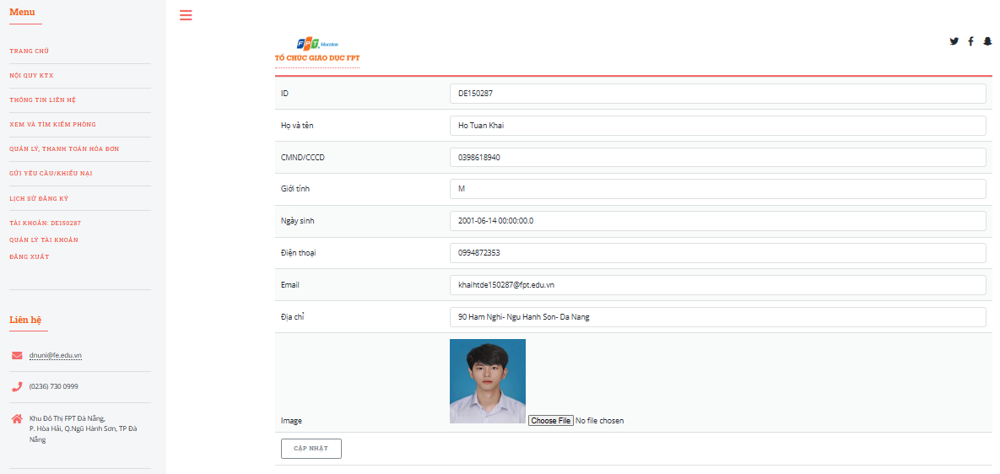 Menu
TRANG CHỦ
NỘI QUY KTX
THÔNG TIN LIÊN HỆ
XEM VÀ TÌM KIẾM PHÒNG
QUẢN LÝ, THANH TOÁN HÓA ĐƠN
GỬI YÊU CẦU/KHIẾU NẠI
LỊCH SỬ ĐĂNG KÝ
TÀI KHOẢN: DE150287
QUẢN LÝ TÀI KHOẢN
ĐĂNG XUẤT
Liên hệ
dnuni@fe.edu.vn
(0236) 730 0999
Khu Đô Thị FPT Đà Nẵng,
P. Hòa Hải, Q.Ngũ Hành Sơn, TP Đà
Nẵng
FPT Education
TỔ CHỨC GIÁO DỤC FPT
ID DE150287
Họ và tên Ho Tuan Khai
CMND/CCCD 0398618940
Giới tính M
Ngày sinh 2001-06-14 00:00:00.0
Điện thoại 0994872353
Email khaihtde150287@fpt.edu.vn
Địa chỉ 90 Ham Nghi- Ngu Hanh Son- Da Nang
Image Choose File No file chosen
CẬP NHẬT